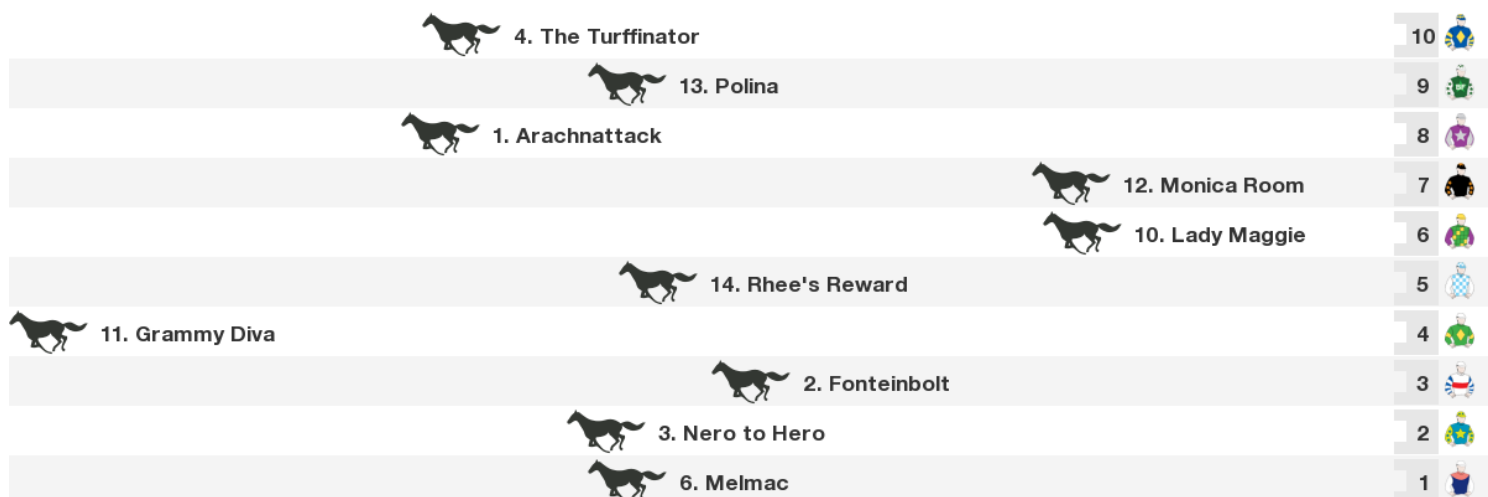 4. The Turffinator 10
13. Polina 9
1. Arachnattack 8
12. Monica Room 7
10. Lady Maggie 6
14. Rhee's Reward 5
11. Grammy Diva 4
2. Fonteinbolt 3
3. Nero to Hero 2
6. Melmac 1